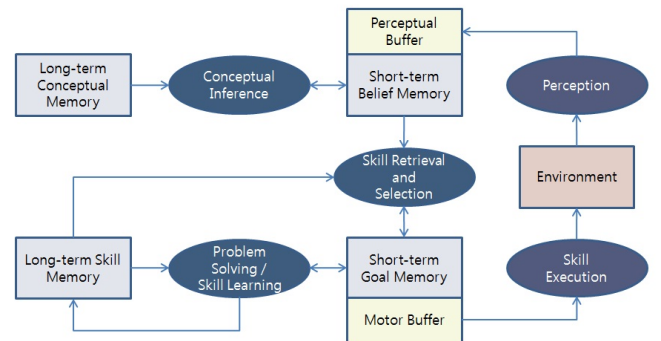 Perceptual
Buffer
Long-term
Conceptual
Memory
Conceptual
Inference
Short-term
Belief Memory
Perception
Skill Retrieval
and
Selection
Environment
Long-term Skill
Memory
Problem
Solving /
Skill Learning
Short-term
Goal Memory
Skill
Execution
Motor Buffer